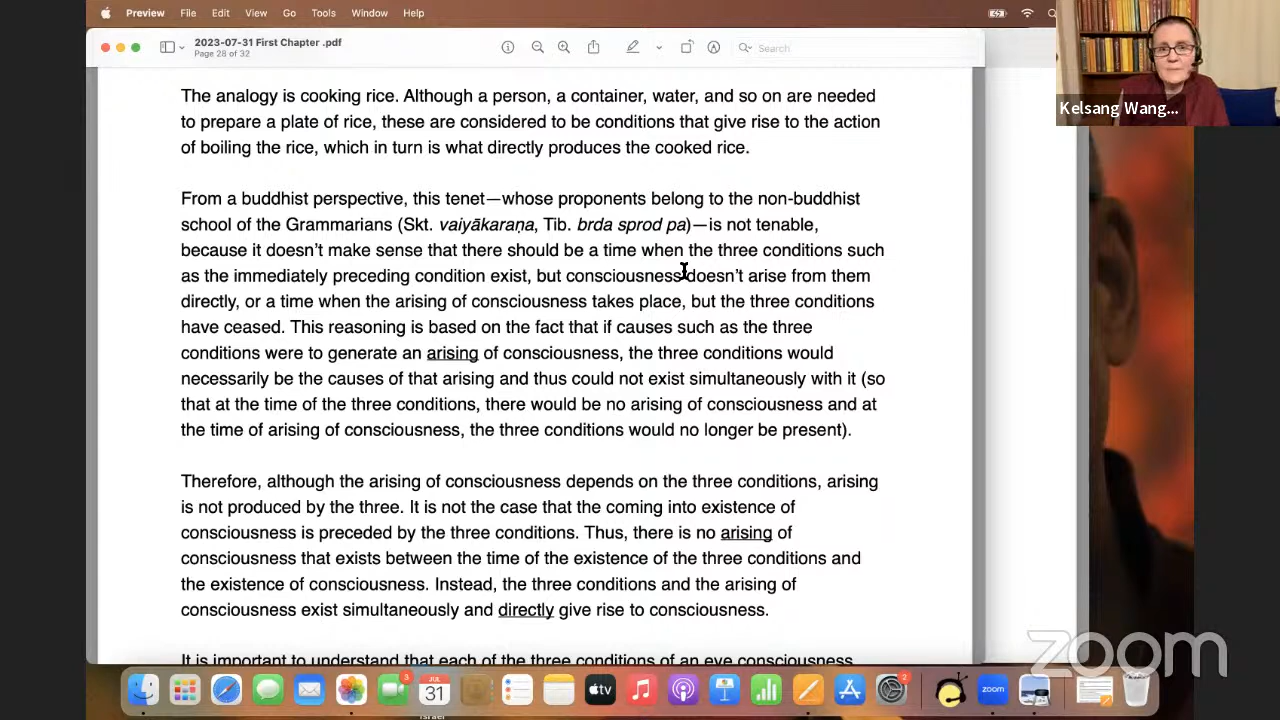 Preview File Edit View Go Tools Window Help
2023-07-31 First Chapter .pdf
Page 28 of 32
Search
Kelsang Wang...
The analogy is cooking rice. Although a person, a container, water, and so on are needed
to prepare a plate of rice, they are considered to be conditions that give rise to the action
of boiling the rice, which in turn is what directly produces the cooked rice.
From a buddhist perspective, this tenet—whose proponents belong to the non-buddhist
school of the Grammarians (Skt. vaiyākaraṇa, Tib. brda sprod pa)—is not tenable,
because it doesn't make sense that there should be a time when the three conditions such
as the immediately preceding condition exist, but consciousness doesn't arise from them
directly, or a time when the arising of consciousness takes place, but the three conditions
have ceased. This reasoning is based on the fact that if causes such as the three
conditions were to generate an arising of consciousness, the three conditions would
necessarily be the causes of that arising and thus could not exist simultaneously with it (so
that at the time of the three conditions, there would be no arising of consciousness and at
the time of arising of consciousness, the three conditions would no longer be present).
Therefore, although the arising of consciousness depends on the three conditions, arising
is not produced by the three. It is not the case that the coming into existence of
consciousness is preceded by the three conditions. Thus, there is no arising of
consciousness that exists between the time of the existence of the three conditions and
the existence of consciousness. Instead, the three conditions and the arising of
consciousness exist simultaneously and directly give rise to consciousness.
It is important to understand that each of the three conditions of an eye consciousness
zoom
3
JUL
31
tv
2
zoom
Israel